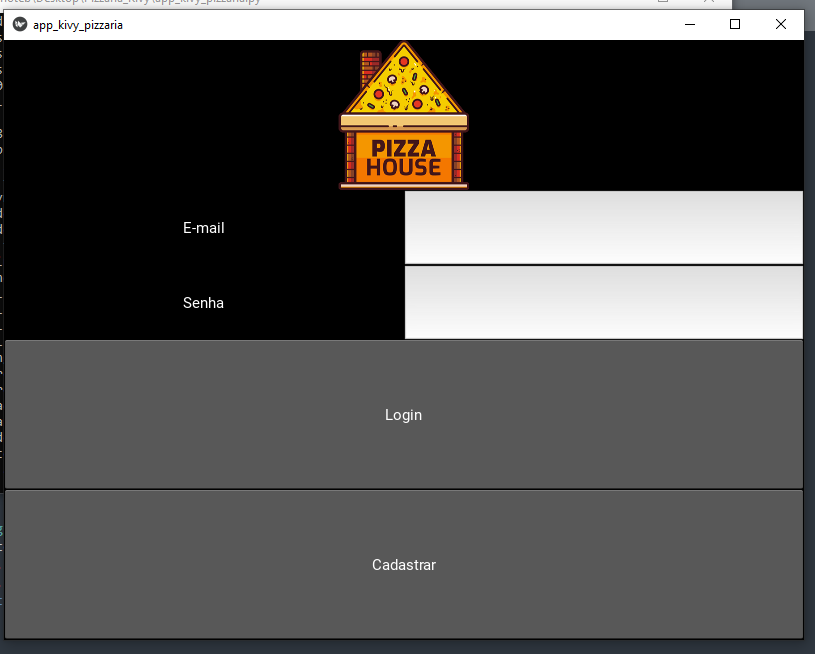 app_kivy_pizzaria
PIZZA
HOUSE
E-mail
Senha
Login
Cadastrar